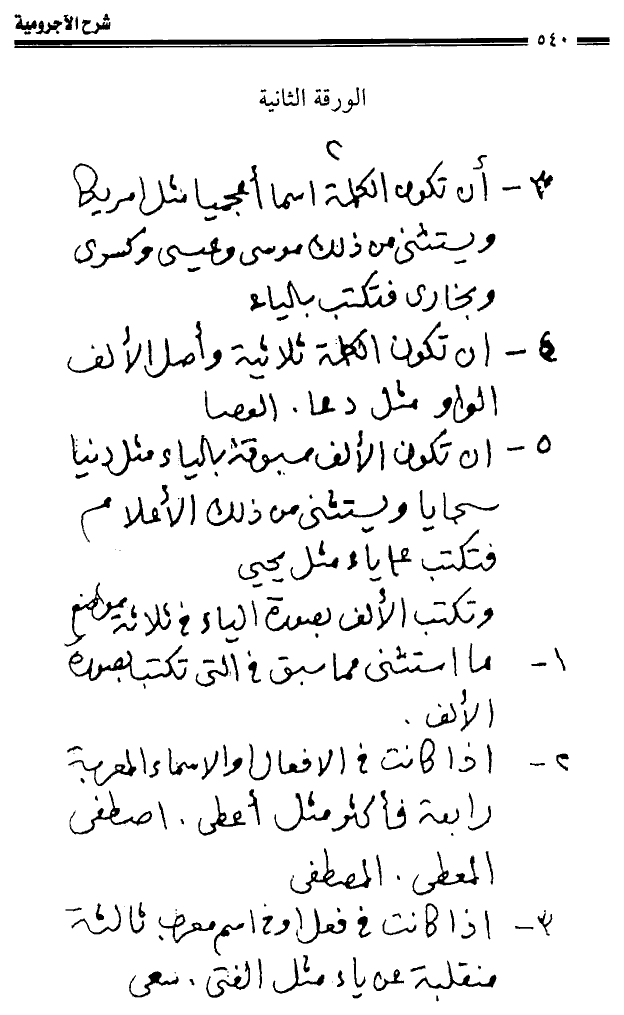 شرح الآجرومية
٥٤٠
الورقة الثانية
٢
٣ - أن تكون الكلمة اسما أعجميا مثل امريكا
ويستثنى من ذلك موسى وعيسى وكسرى
وبخارى فتكتب بالياء
٤ - ان تكون الكلمة ثلاثية وأصل الألف
الواو مثل دعا . العصا
٥ - ان تكون الألف مسبوقة بالياء مثل دنيا
سجايا ويستثنى من ذلك الأعلام
فتكتب ياء مثل يحيى
وتكتب الألف بصورة الياء في ثلاثة مواضع
١ - ما استثنى مما سبق في التى تكتب بصورة
الألف .
٢ - اذا كانت في الافعال والاسماء المعربة
رابعة فأكثر مثل أعطى . اصطفى
المعطى . المصطفى
٣ - اذا كانت في فعل او في اسم معرب ثالثة
منقلبة عن ياء مثل الفتى . سعى